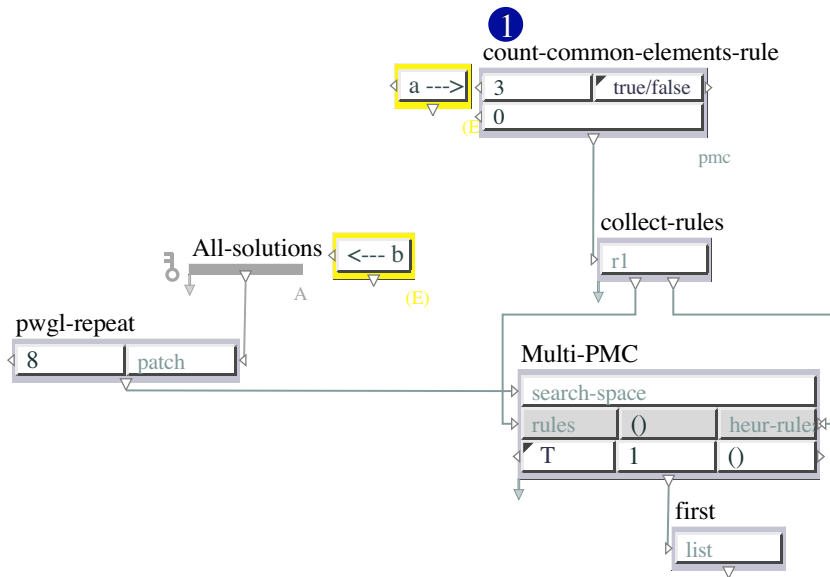 1
count-common-elements-rule
a --->
3
true/false
(E
0
pmc
collect-rules
r1
All-solutions
<--- b
A
(E)
pwgl-repeat
8
patch
Multi-PMC
search-space
rules
()
heur-rules
T
1
()
first
list